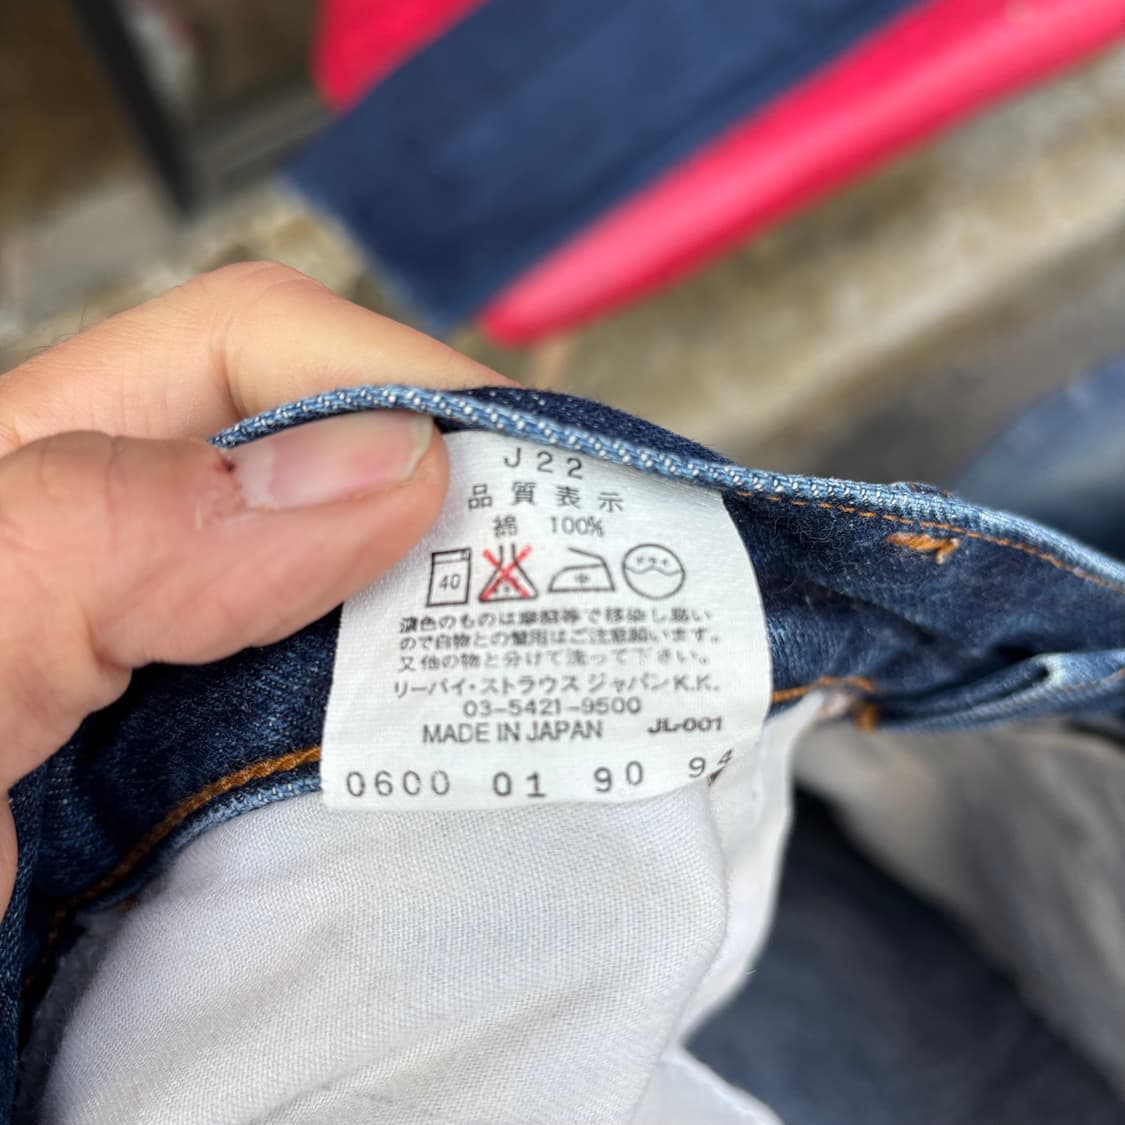 J22
品質表示
綿 100%
40 ドライ
濃色のものは摩擦等で移染し易い
ので白物との着用はご注意願います。
又他の物と分けて洗って下さい。
リーバイ・ストラウス ジャパンK.K.
03-5421-9500
MADE IN JAPAN JL-001
0600 01 90 94